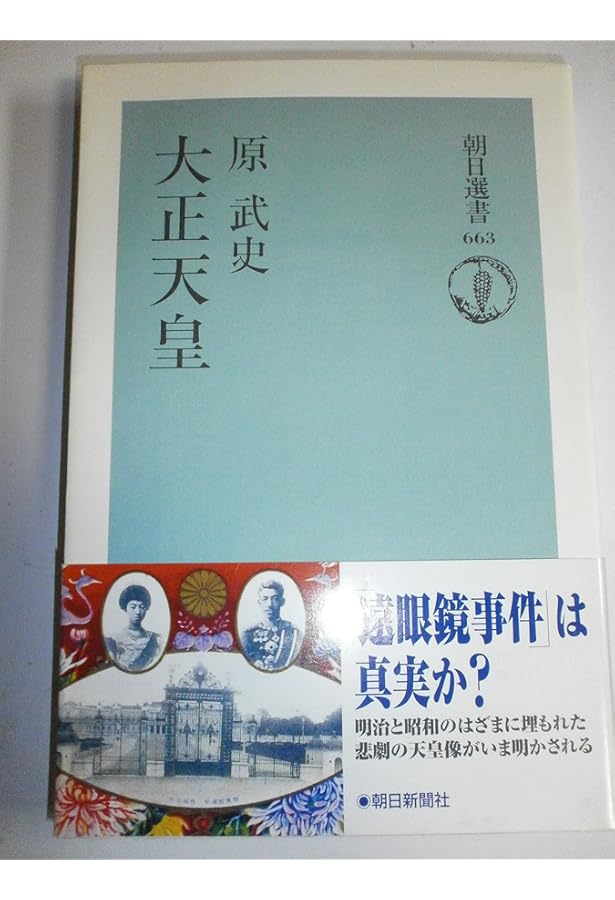 朝日選書
663
原 武史
大正天皇
「遠眼鏡事件」は
真実か?
明治と昭和のはざまに埋もれた
悲劇の天皇像がいま明かされる
朝日新聞社